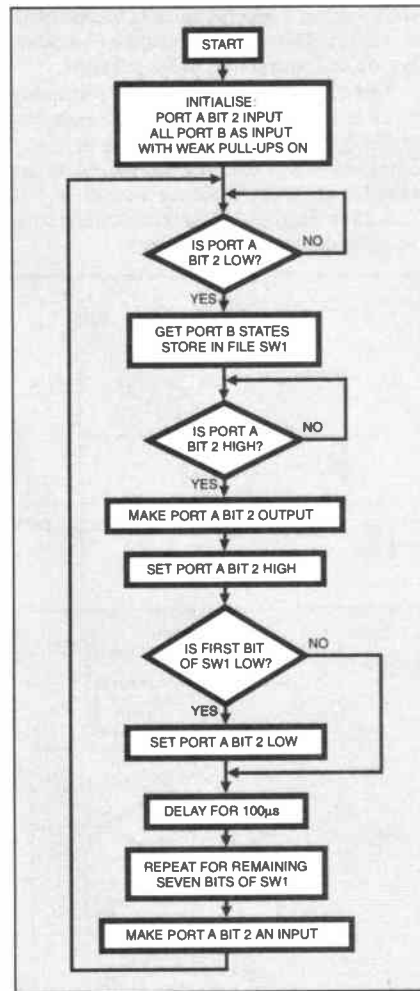 START
INITIALISE:
PORT A BIT 2 INPUT
ALL PORT B AS INPUT
WITH WEAK PULL-UPS ON
IS PORT A
BIT 2 LOW?
NO
YES
GET PORT B STATES
STORE IN FILE SW1
IS PORT A
BIT 2 HIGH?
NO
YES
MAKE PORT A BIT 2 OUTPUT
SET PORT A BIT 2 HIGH
IS FIRST BIT
OF SW1 LOW?
NO
YES
SET PORT A BIT 2 LOW
DELAY FOR 100µs
REPEAT FOR REMAINING
SEVEN BITS OF SW1
MAKE PORT A BIT 2 AN INPUT